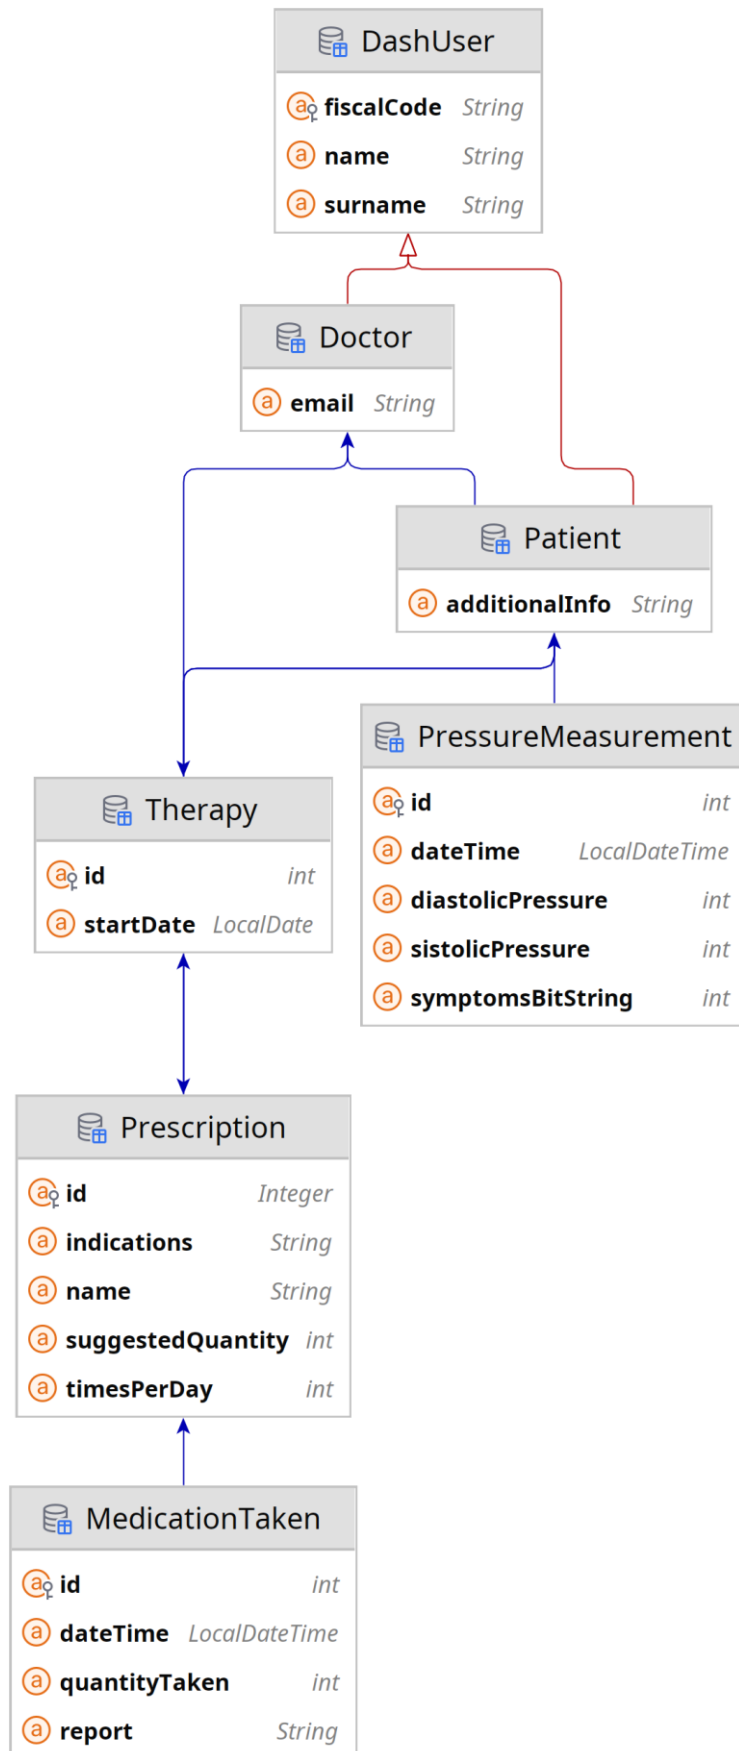 DashUser
fiscalCode String
name String
surname String
Doctor
email String
Patient
additionalInfo String
PressureMeasurement
id int
dateTime LocalDateTime
diastolicPressure int
sistolicPressure int
symptomsBitString int
Therapy
id int
startDate LocalDate
Prescription
id Integer
indications String
name String
suggestedQuantity int
timesPerDay int
MedicationTaken
id int
dateTime LocalDateTime
quantityTaken int
report String